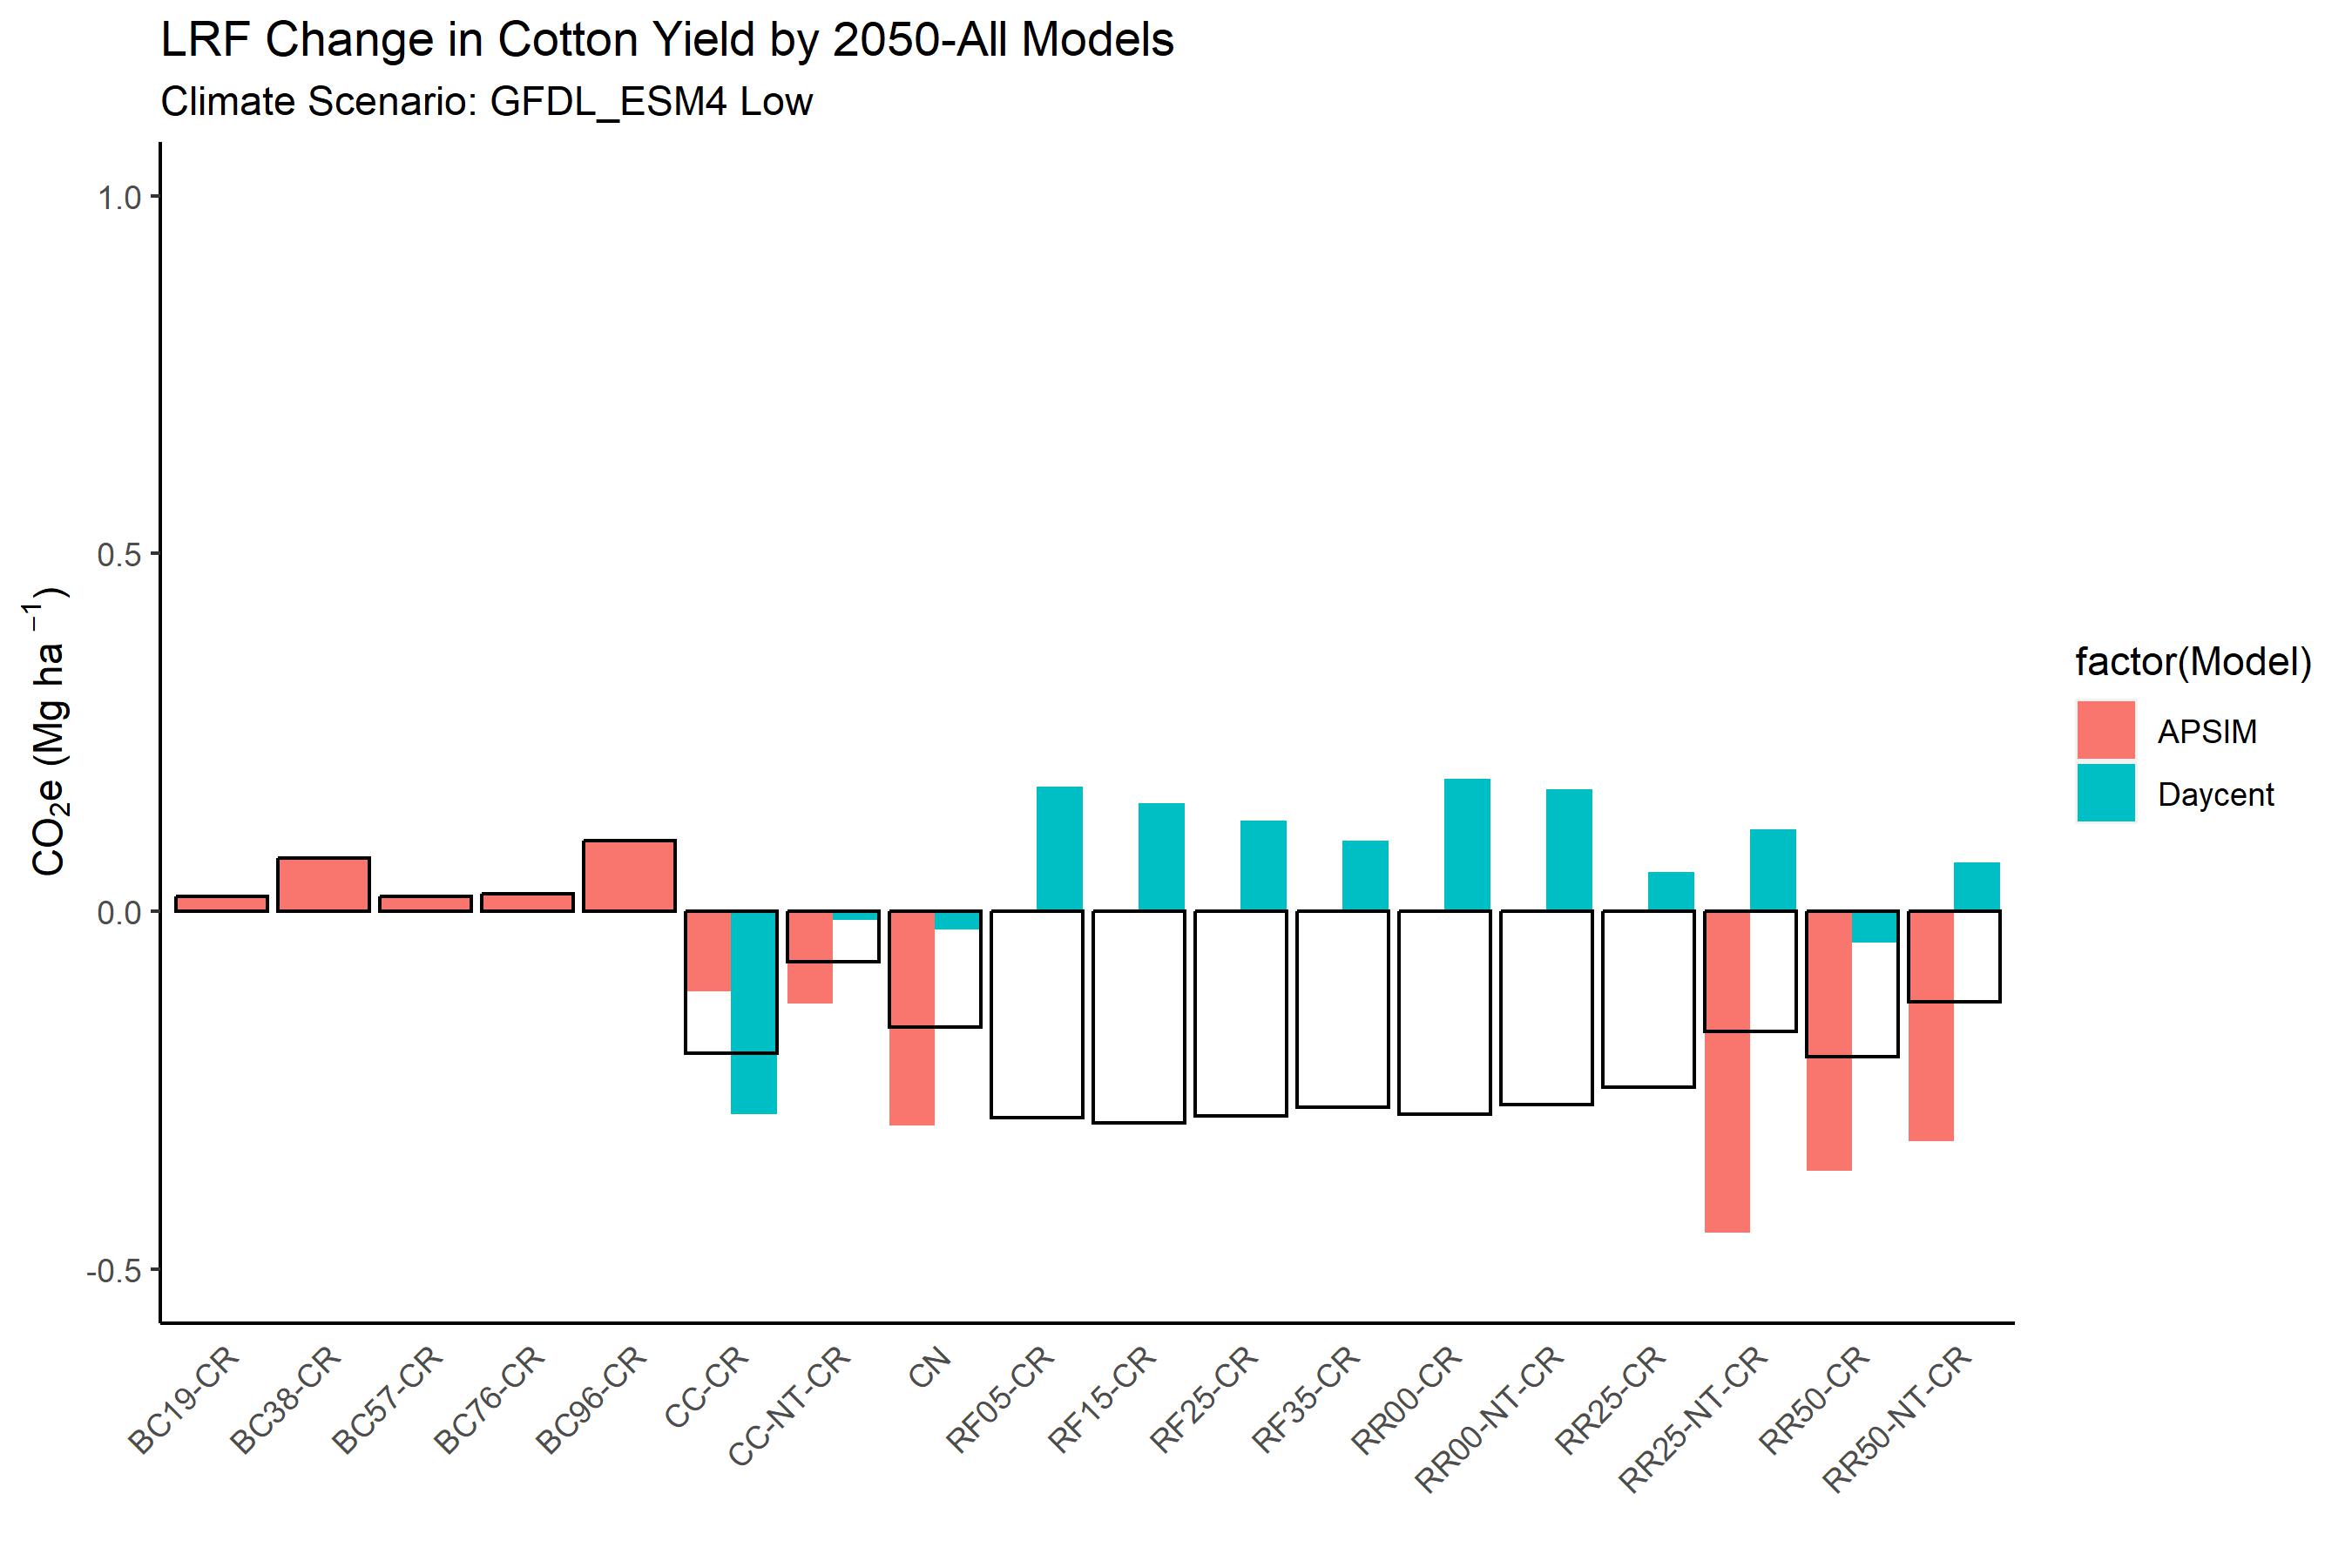 LRF Change in Cotton Yield by 2050-All Models
Climate Scenario: GFDL_ESM4 Low
1.0
0.5
0.0
-0.5
CO₂e (Mg ha ⁻¹)
BC19-CR
BC38-CR
BC57-CR
BC76-CR
BC96-CR
CC-CR
CC-NT-CR
CN
RF05-CR
RF15-CR
RF25-CR
RF35-CR
RR00-CR
RR00-NT-CR
RR25-CR
RR25-NT-CR
RR50-CR
RR50-NT-CR
factor(Model)
APSIM
Daycent